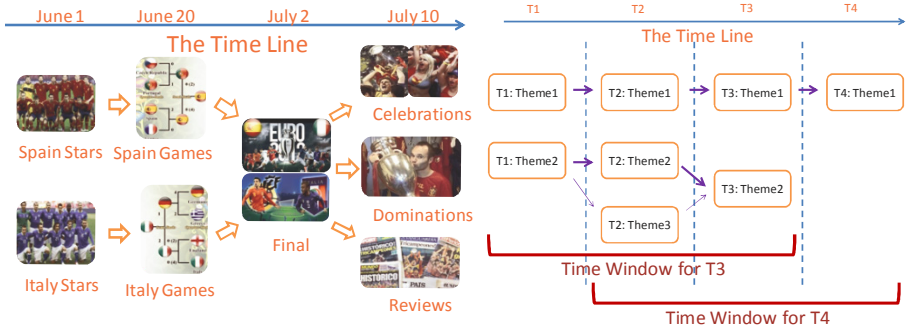 June 1
June 20
July 2
July 10
The Time Line
Spain Stars
Spain Games
Italy Stars
Italy Games
EURO
Final
Celebrations
Dominations
HISTORICO
Reviews
T1
T2
T3
T4
The Time Line
T1: Theme1
T2: Theme1
T3: Theme1
T4: Theme1
T1: Theme2
T2: Theme2
T3: Theme2
T2: Theme3
Time Window for T3
Time Window for T4